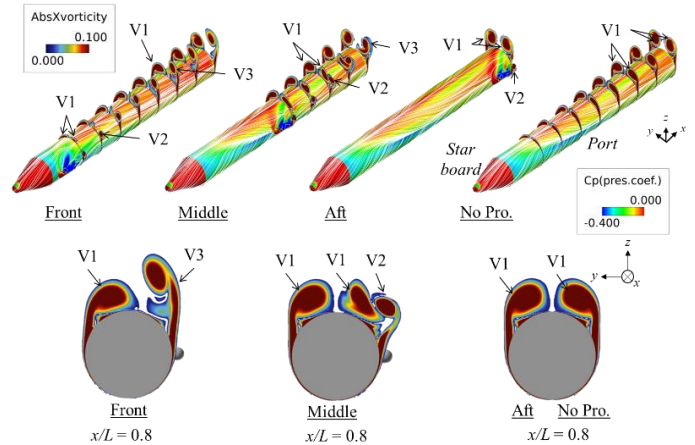 AbsXvorticity
0.100
0.000
V1
V1
V3
V2
Front
V1
V3
V2
Middle
V1
V2
Aft
V1
Star
board
Port
No Pro.
z
y
x
Cp(pres.coef.)
0.000
-0.400
V1
V3
Front
x/L = 0.8
V1
V1
V2
Middle
x/L = 0.8
V1
V1
Aft
No Pro.
x/L = 0.8
z
y
x